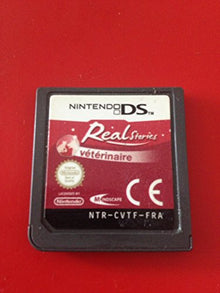 NINTENDO DS
Real Stories
vétérinaire
LICENSED BY
Nintendo
MINDSCAPE
CE
NTR-CVTF-FRA